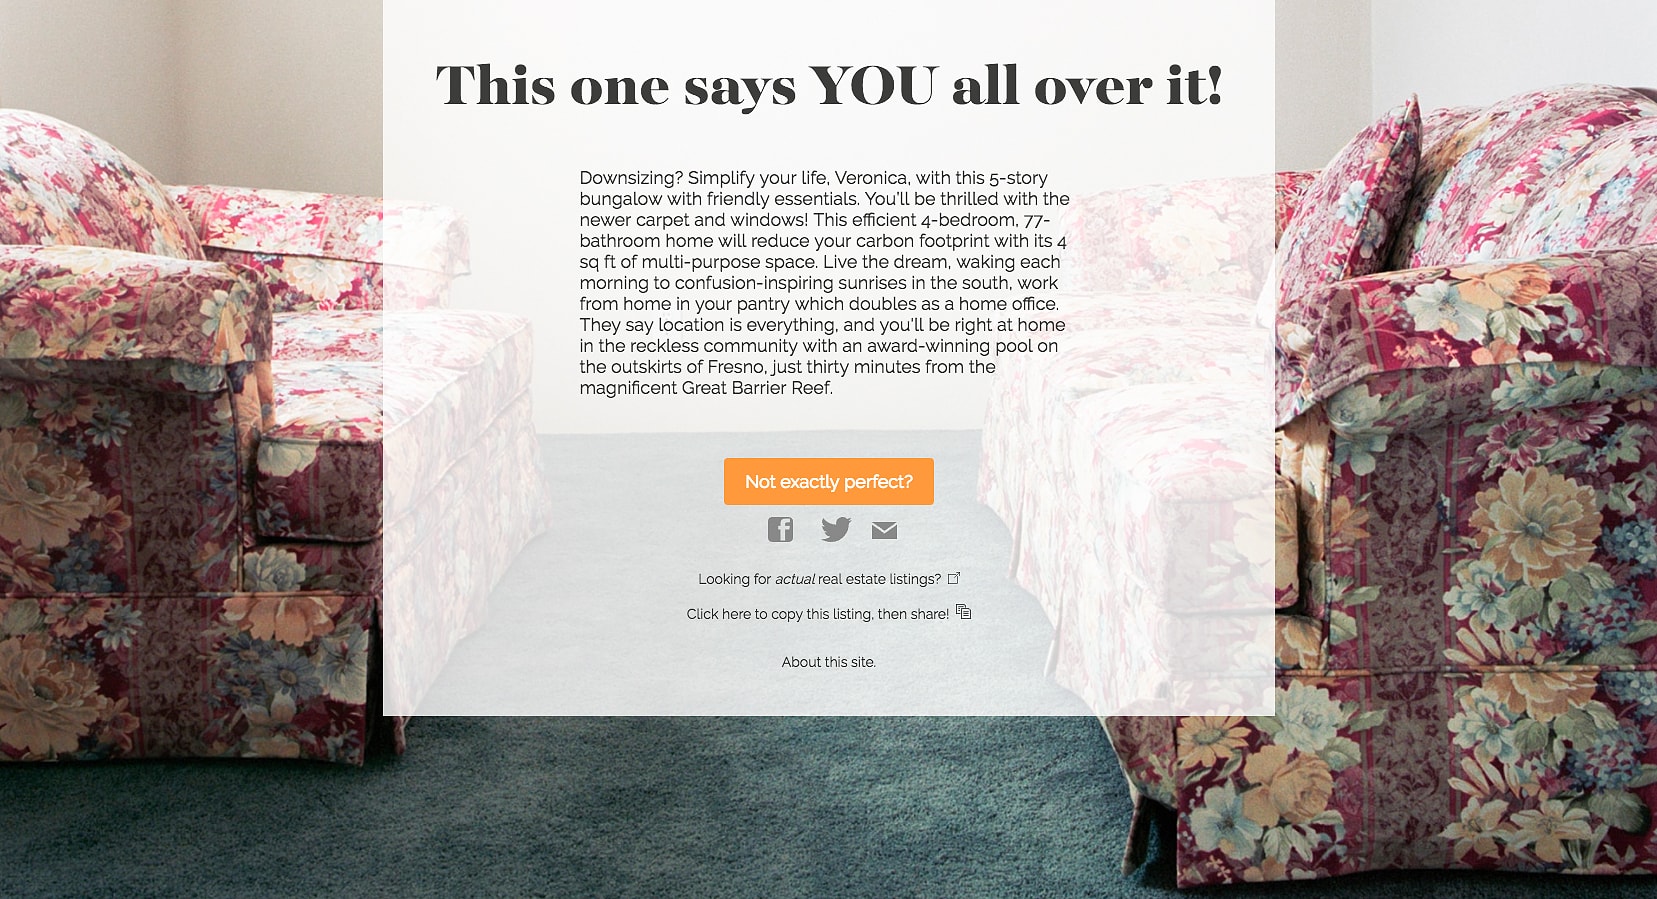 This one says YOU all over it!
Downsizing? Simplify your life, Veronica, with this 5-story
bungalow with friendly essentials. You'll be thrilled with the
newer carpet and windows! This efficient 4-bedroom, 77-
bathroom home will reduce your carbon footprint with its 4
sq ft of multi-purpose space. Live the dream, waking each
morning to confusion-inspiring sunrises in the south, work
from home in your pantry which doubles as a home office.
They say location is everything, and you'll be right at home
in the reckless community with an award-winning pool on
the outskirts of Fresno, just thirty minutes from the
magnificent Great Barrier Reef.
Not exactly perfect?
Looking for actual real estate listings?
Click here to copy this listing, then share!
About this site.